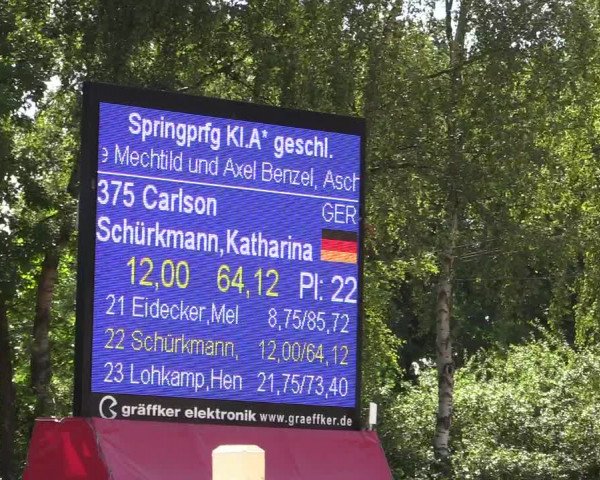 Springprfg Kl.A* geschl.
e Mechtild und Axel Benzel, Asch
375 Carlson GER
Schürkmann,Katharina
12,00 64,12 Pl: 22
21 Eidecker,Mel 8,75/85,72
22 Schürkmann, 12,00/64,12
23 Lohkamp,Hen 21,75/73,40
gräffker elektronik www.graeffker.de